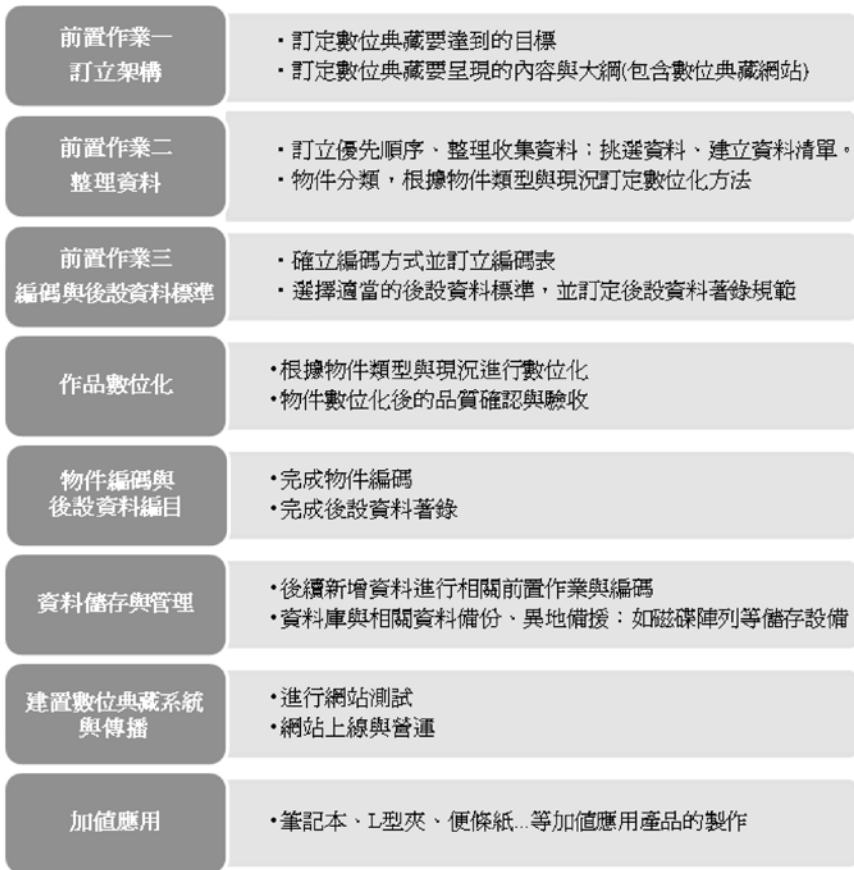 前置作業一
訂立架構
・訂定數位典藏要達到的目標
・訂定數位典藏要呈現的內容與大綱(包含數位典藏網站)
前置作業二
整理資料
・訂立優先順序、整理收集資料；挑選資料、建立資料清單。
・物件分類，根據物件類型與現況訂定數位化方法
前置作業三
編碼與後設資料標準
・確立編碼方式並訂立編碼表
・選擇適當的後設資料標準，並訂定後設資料著錄規範
作品數位化
•根據物件類型與現況進行數位化
•物件數位化後的品質確認與驗收
物件編碼與
後設資料編目
•完成物件編碼
•完成後設資料著錄
資料儲存與管理
•後續新增資料進行相關前置作業與編碼
•資料庫與相關資料備份、異地備援：如磁碟陣列等儲存設備
建置數位典藏系統
與傳播
•進行網站測試
•網站上線與營運
加值應用
•筆記本、L型夾、便條紙...等加值應用產品的製作